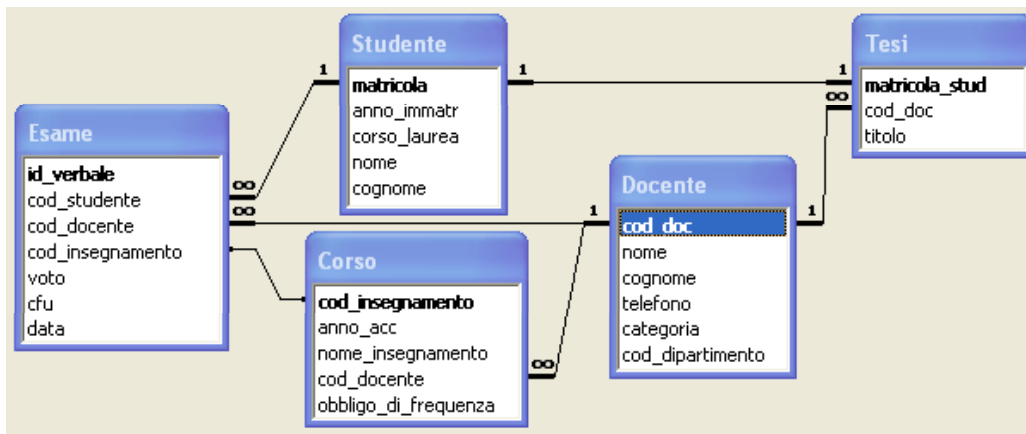 Studente
matricola
anno_immatr
corso_laurea
nome
cognome
Tesi
matricola_stud
cod_doc
titolo
Esame
id_verbale
cod_studente
cod_docente
cod_insegnamento
voto
cfu
data
Docente
cod_doc
nome
cognome
telefono
categoria
cod_dipartimento
Corso
cod_insegnamento
anno_acc
nome_insegnamento
cod_docente
obbligo_di_frequenza
1
1
1
∞
∞
∞
1
1
∞